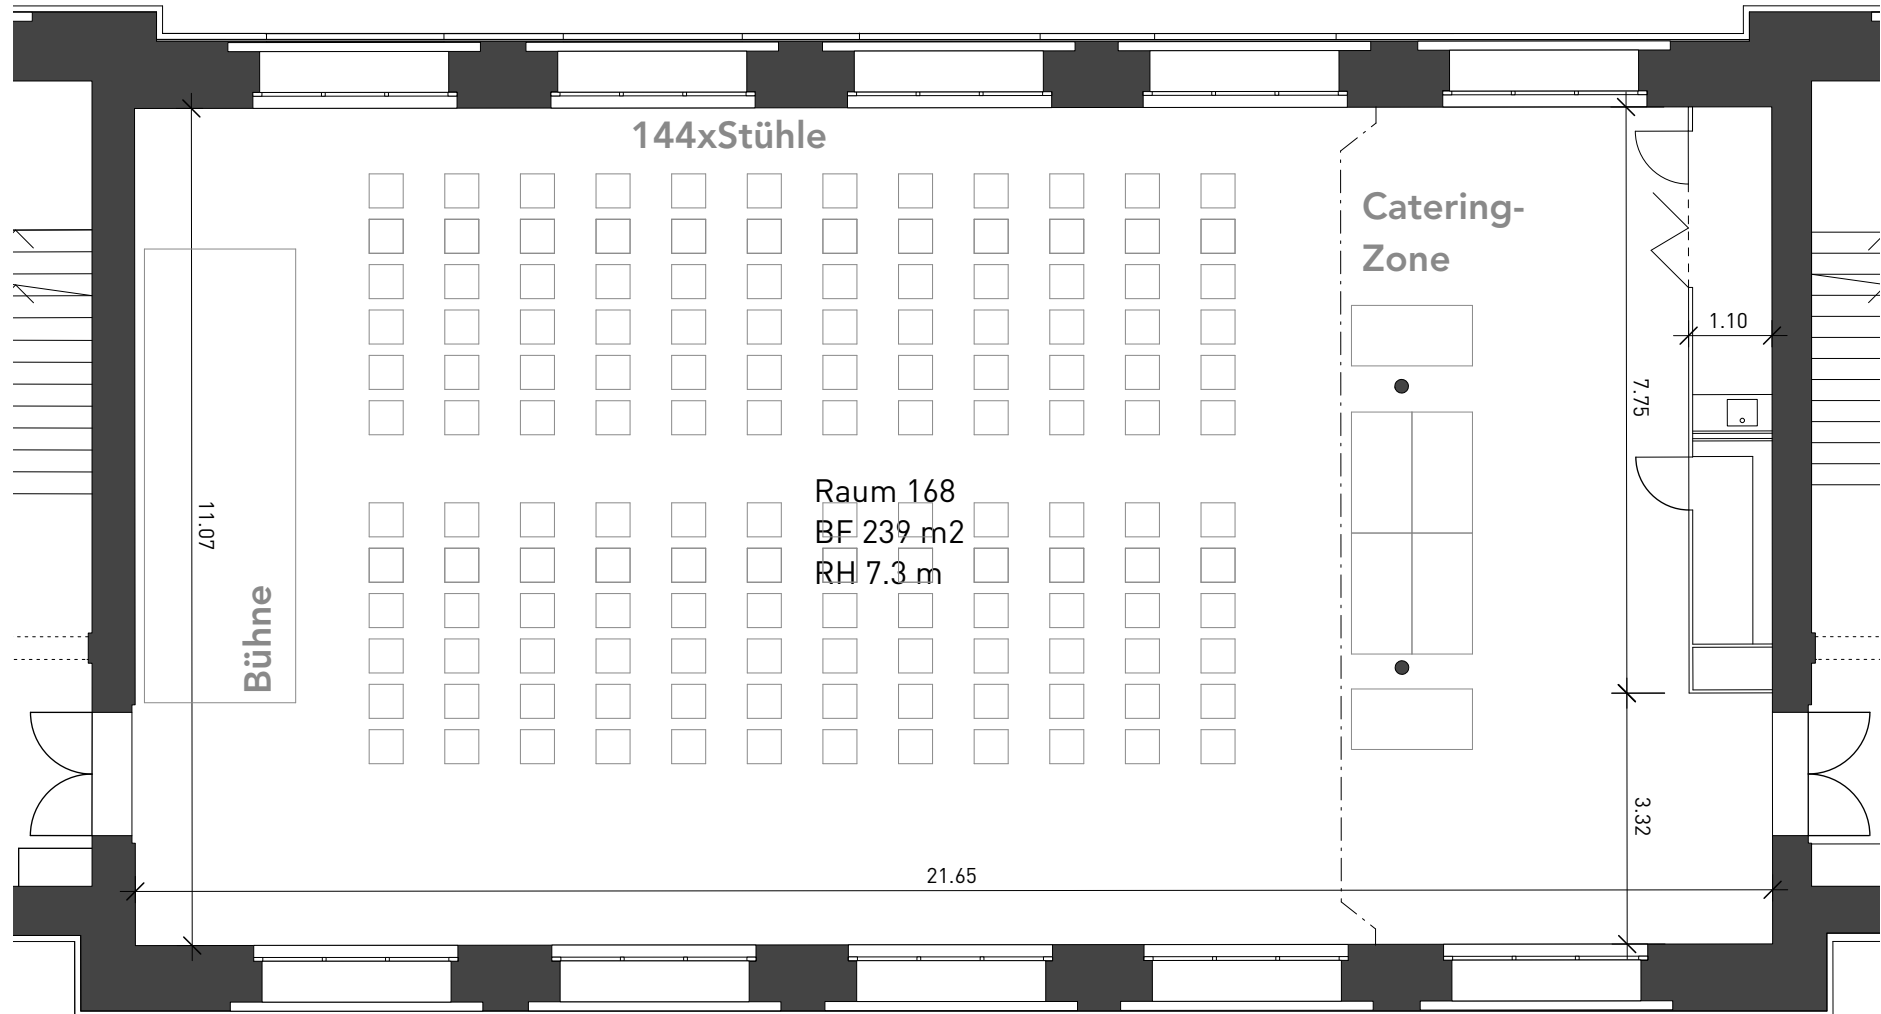 144xStühle
Catering-
Zone
1.10
7.75
Raum 168
BF 239 m2
RH 7.3 m
11.07
Bühne
3.32
21.65